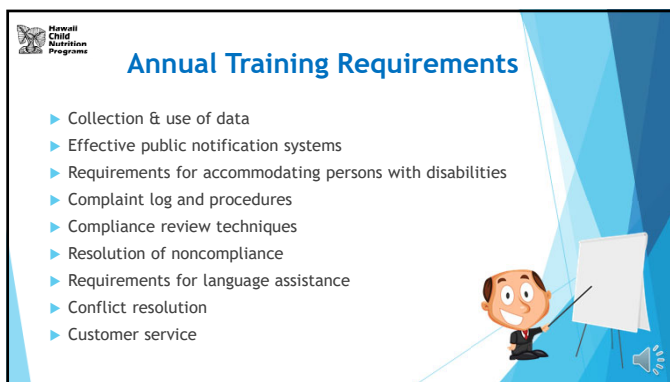 Hawaii
Child
Nutrition
Programs
Annual Training Requirements
Collection & use of data
Effective public notification systems
Requirements for accommodating persons with disabilities
Complaint log and procedures
Compliance review techniques
Resolution of noncompliance
Requirements for language assistance
Conflict resolution
Customer service